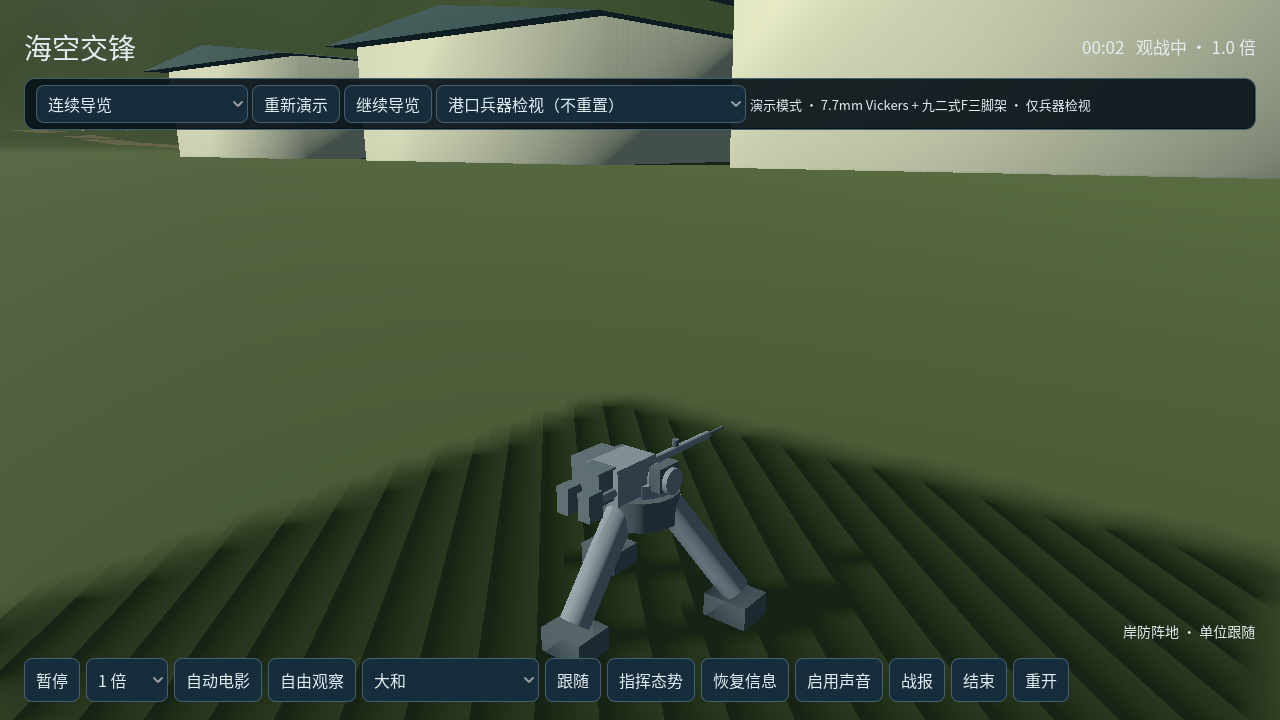 海空交锋
00:02 观战中 · 1.0 倍
连续导览 重新演示 继续导览 港口兵器检视（不重置） 演示模式 · 7.7mm Vickers + 九二式F三脚架 · 仅兵器检视
岸防阵地 · 单位跟随
暂停 1 倍 自动电影 自由观察 大和 跟随 指挥态势 恢复信息 启用声音 战报 结束 重开